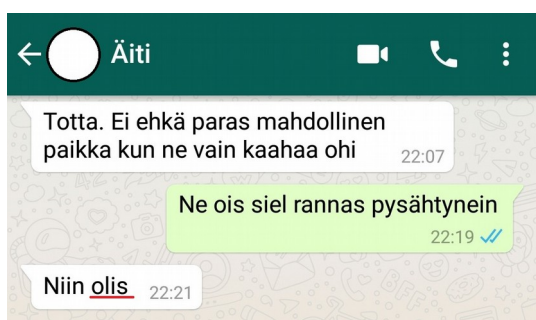 Äiti
Totta. Ei ehkä paras mahdollinen
paikka kun ne vain kaahaa ohi 22:07
Ne ois siel rannas pysähtynein
22:19
Niin olis 22:21